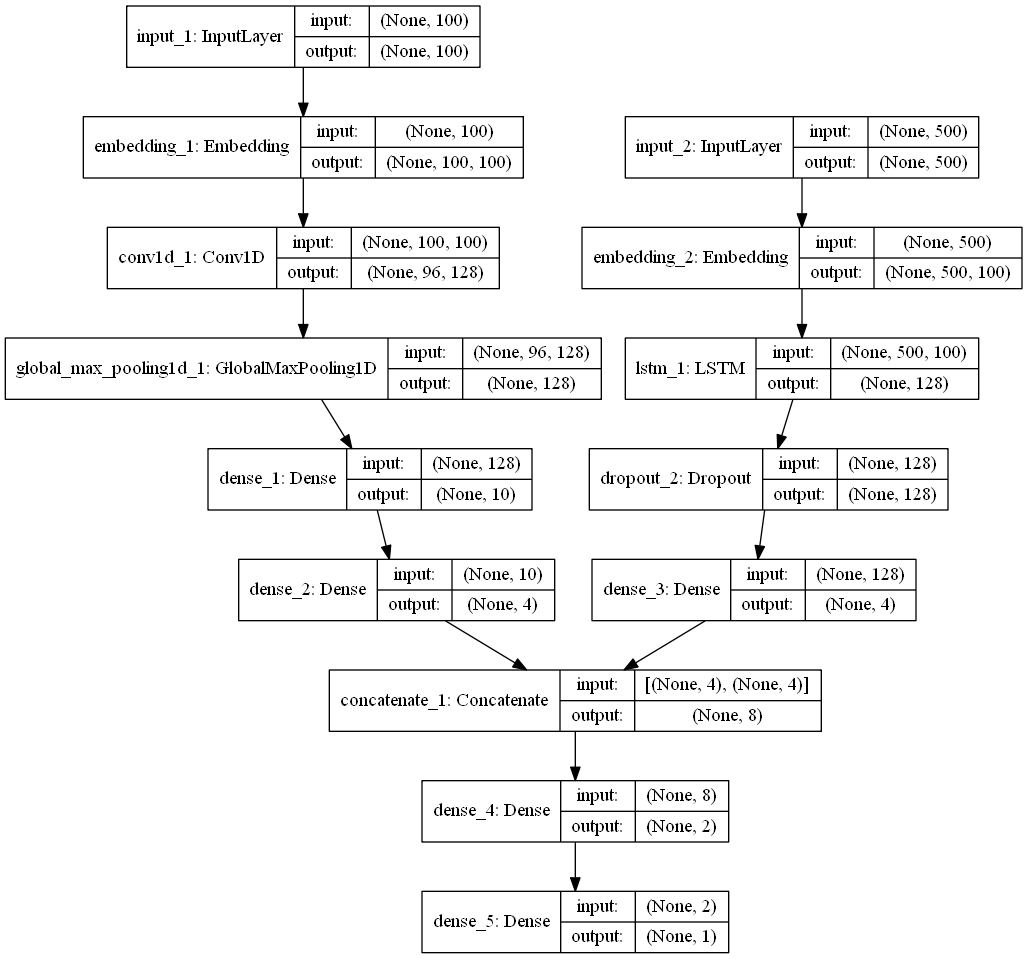 input_1: InputLayer
input: (None, 100)
output: (None, 100)
embedding_1: Embedding
input: (None, 100)
output: (None, 100, 100)
input_2: InputLayer
input: (None, 500)
output: (None, 500)
conv1d_1: Conv1D
input: (None, 100, 100)
output: (None, 96, 128)
embedding_2: Embedding
input: (None, 500)
output: (None, 500, 100)
global_max_pooling1d_1: GlobalMaxPooling1D
input: (None, 96, 128)
output: (None, 128)
lstm_1: LSTM
input: (None, 500, 100)
output: (None, 128)
dense_1: Dense
input: (None, 128)
output: (None, 10)
dropout_2: Dropout
input: (None, 128)
output: (None, 128)
dense_2: Dense
input: (None, 10)
output: (None, 4)
dense_3: Dense
input: (None, 128)
output: (None, 4)
concatenate_1: Concatenate
input: [(None, 4), (None, 4)]
output: (None, 8)
dense_4: Dense
input: (None, 8)
output: (None, 2)
dense_5: Dense
input: (None, 2)
output: (None, 1)